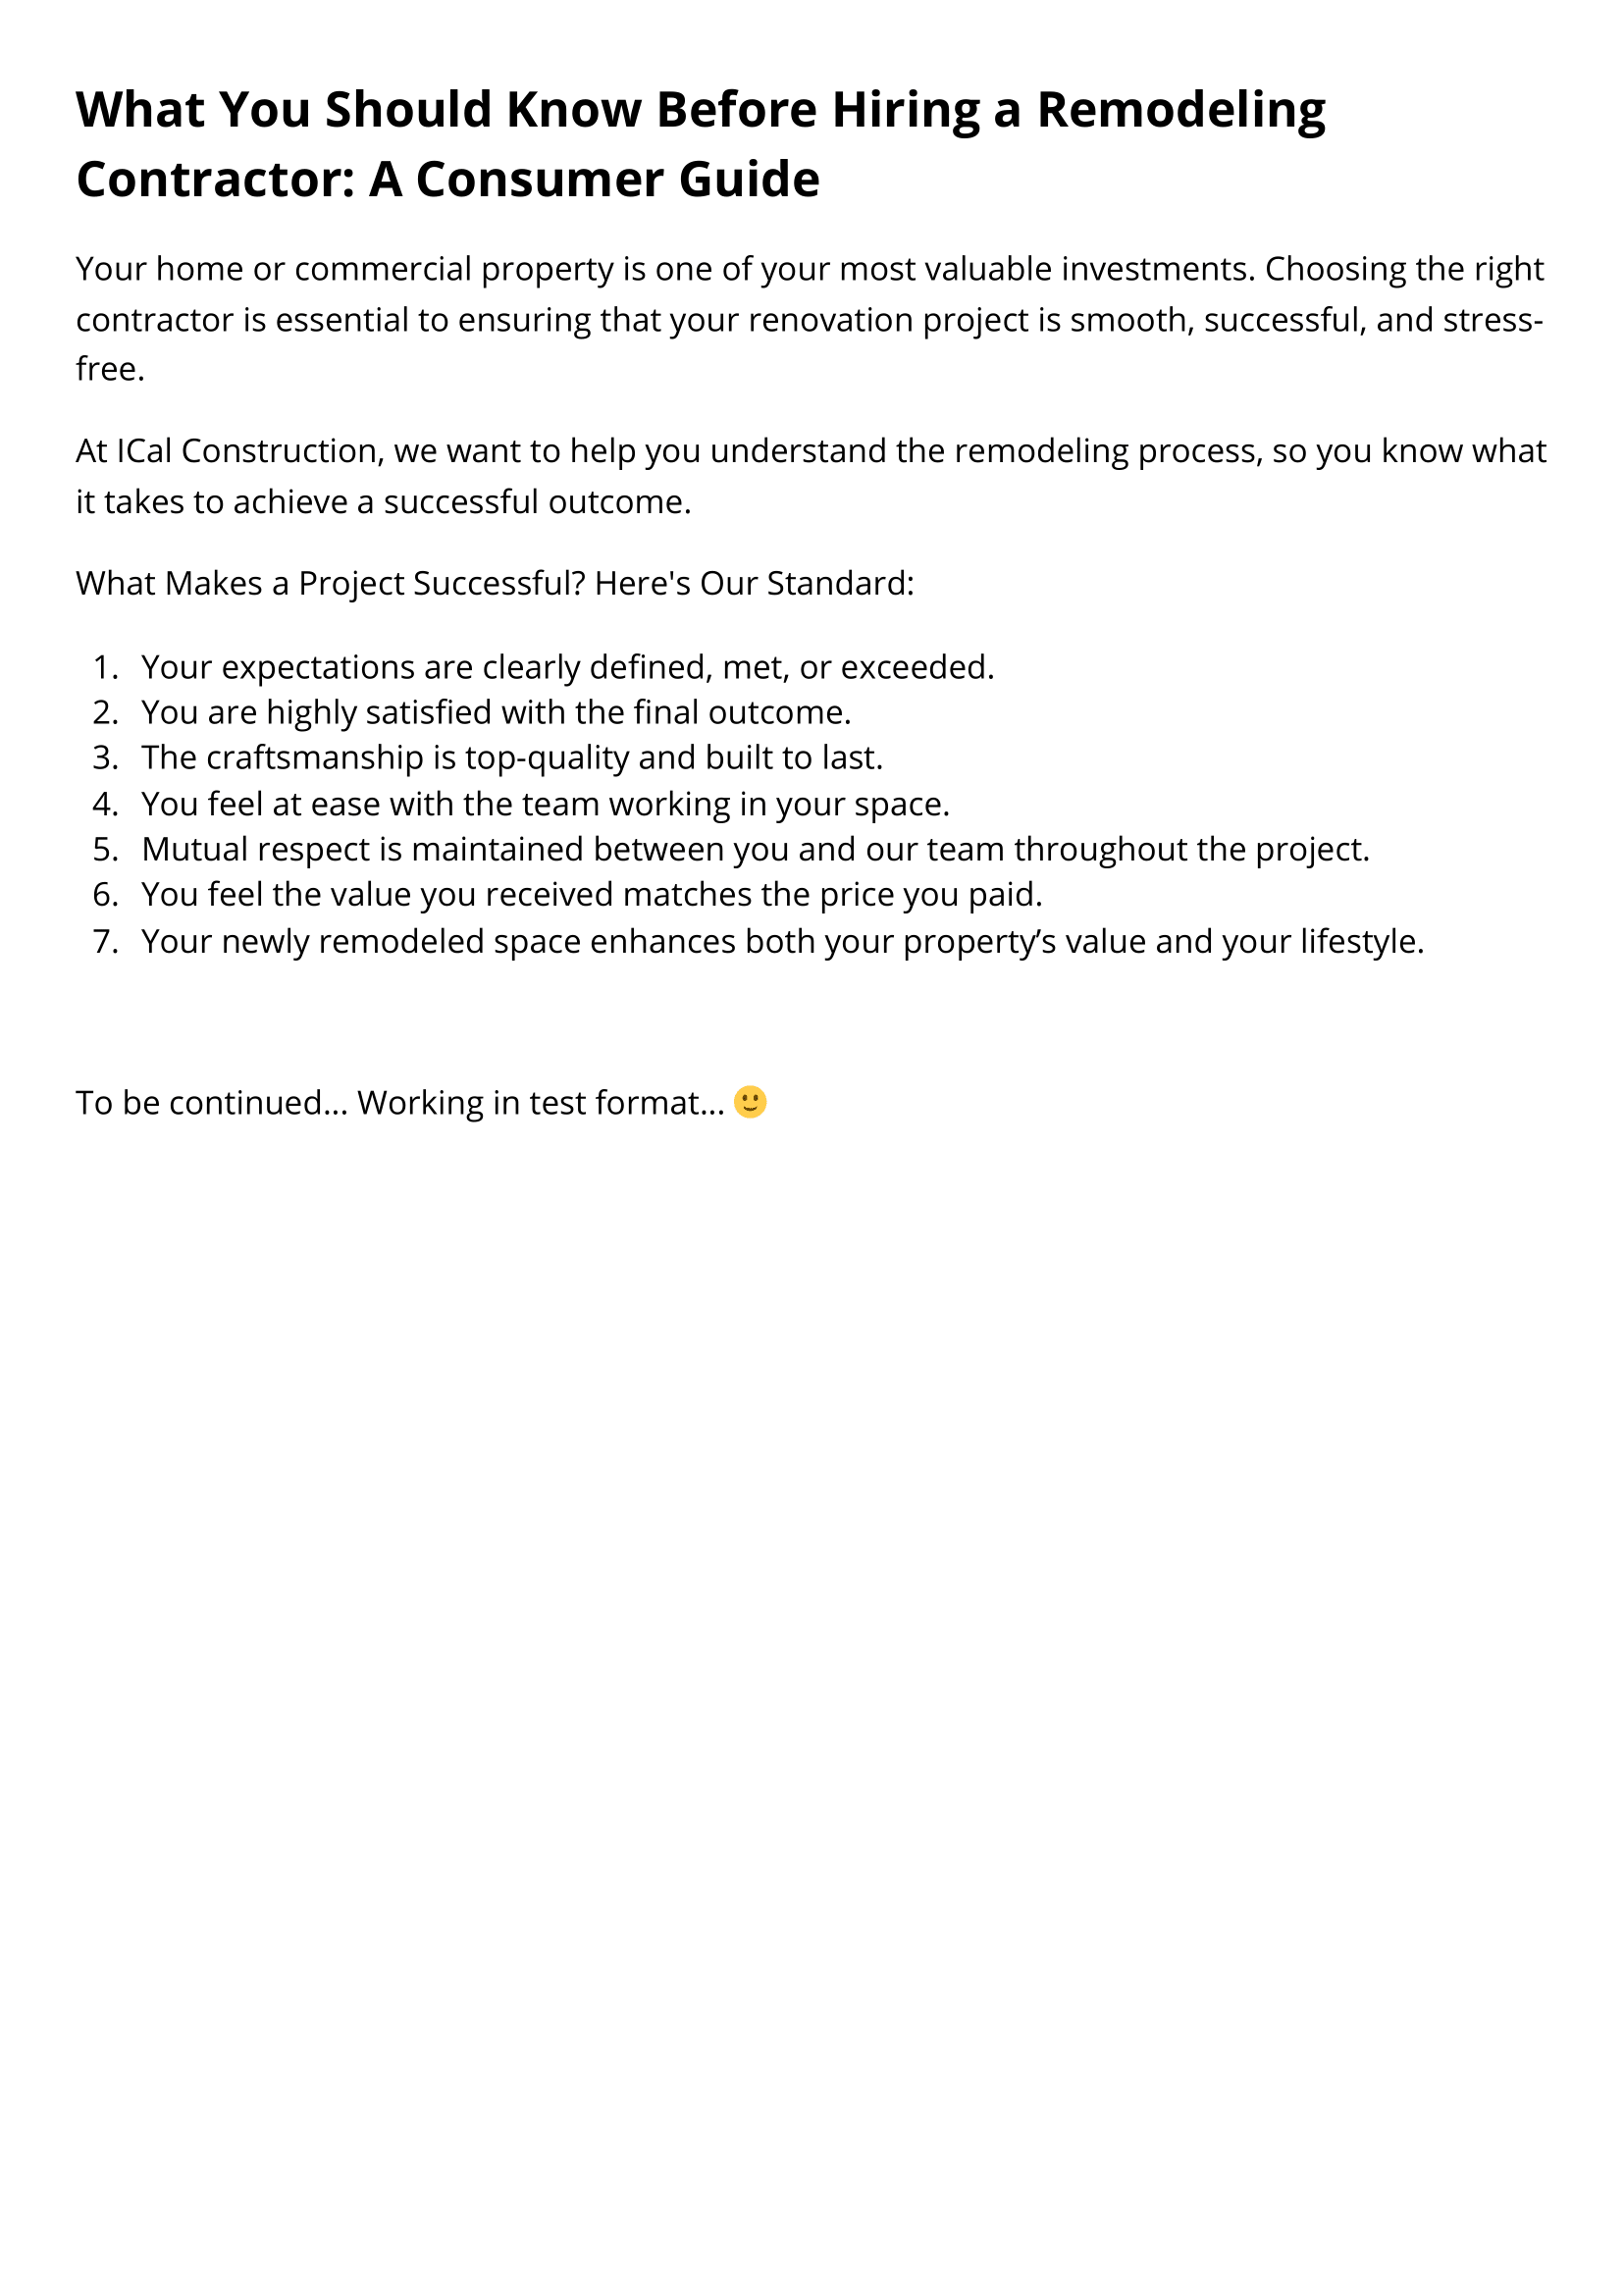 What You Should Know Before Hiring a Remodeling
Contractor: A Consumer Guide
Your home or commercial property is one of your most valuable investments. Choosing the right
contractor is essential to ensuring that your renovation project is smooth, successful, and stress-
free.
At ICal Construction, we want to help you understand the remodeling process, so you know what
it takes to achieve a successful outcome.
What Makes a Project Successful? Here's Our Standard:
1. Your expectations are clearly defined, met, or exceeded.
2. You are highly satisfied with the final outcome.
3. The craftsmanship is top-quality and built to last.
4. You feel at ease with the team working in your space.
5. Mutual respect is maintained between you and our team throughout the project.
6. You feel the value you received matches the price you paid.
7. Your newly remodeled space enhances both your property’s value and your lifestyle.
To be continued... Working in test format... 🙂